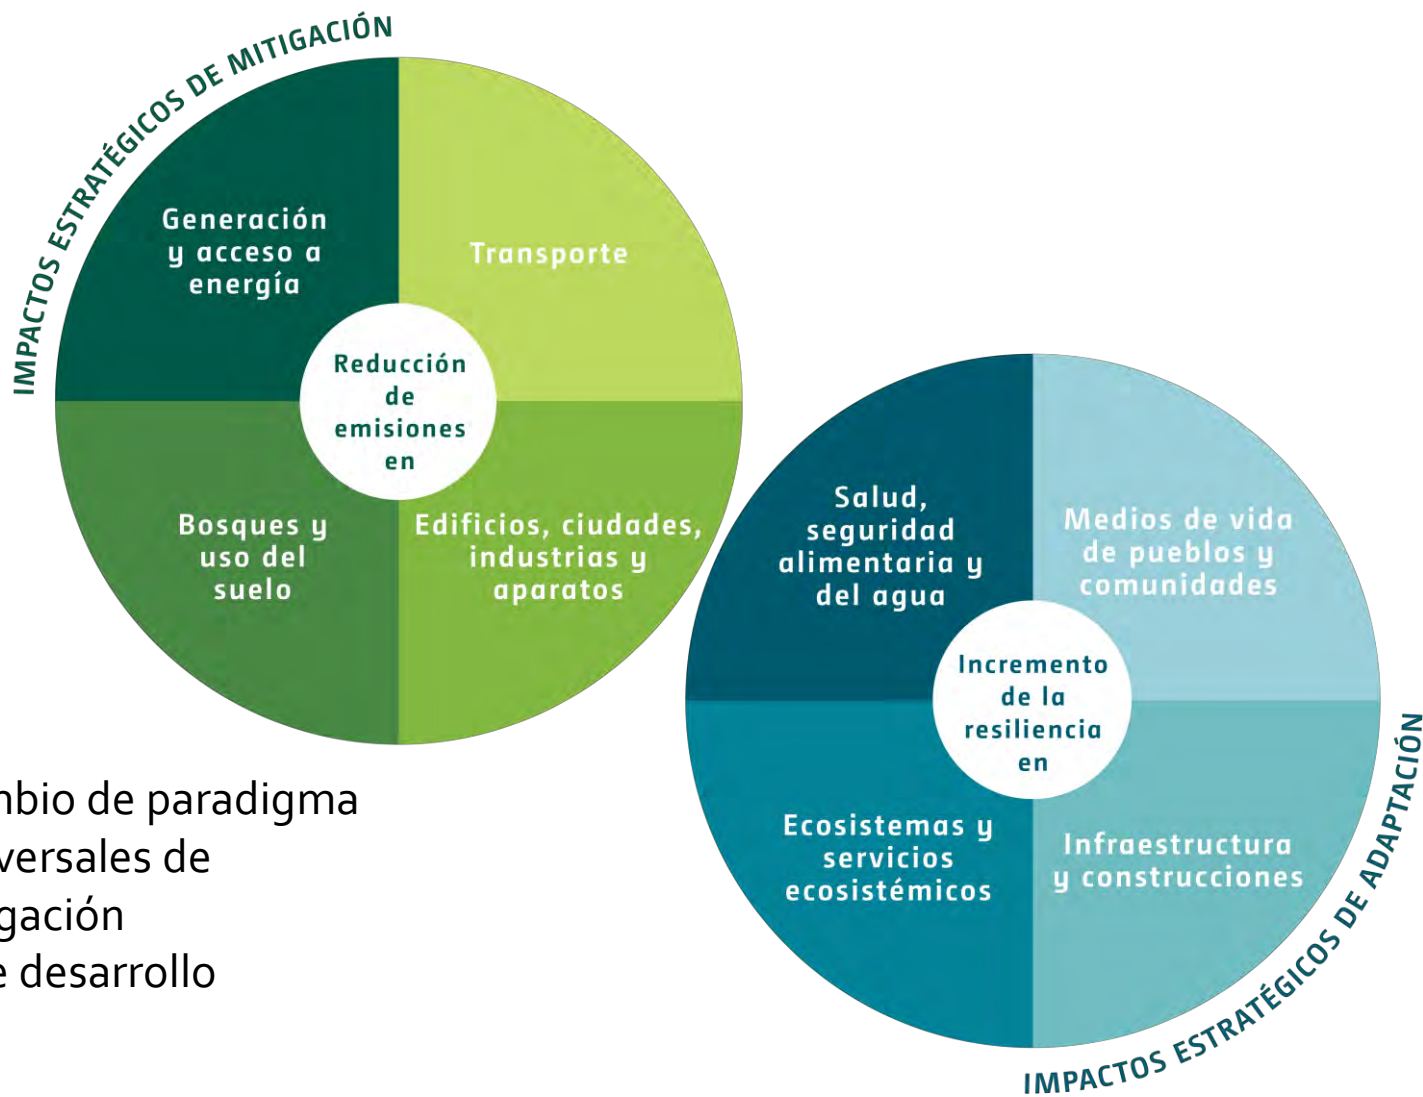 IMPACTOS ESTRATÉGICOS DE MITIGACIÓN
Generación
y acceso a
energía
Transporte
Reducción
de
emisiones
en
Bosques y
uso del
suelo
Edificios, ciudades,
industrias y
aparatos
Salud,
seguridad
alimentaria y
del agua
Medios de vida
de pueblos y
comunidades
Incremento
de la
resiliencia
en
Ecosistemas y
servicios
ecosistémicos
Infraestructura
y construcciones
IMPACTOS ESTRATÉGICOS DE ADAPTACIÓN
mbio de paradigma
versales de
gación
e desarrollo